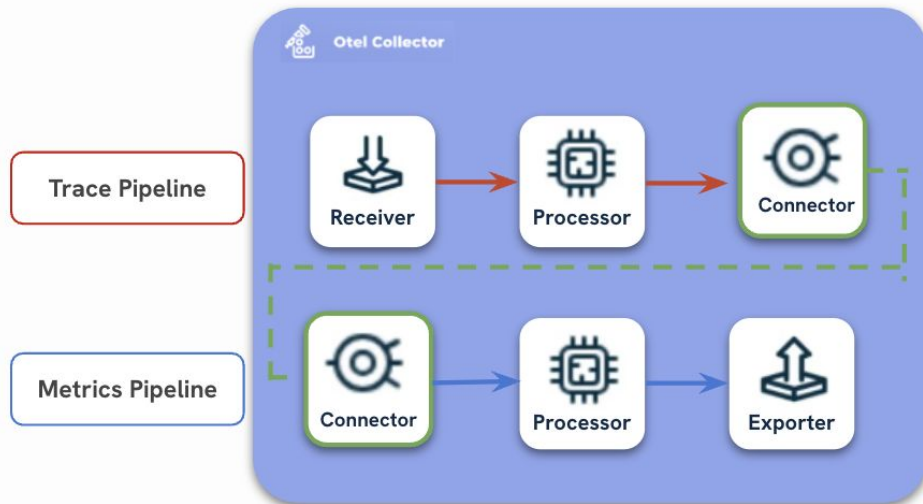 Otel Collector
Trace Pipeline
Receiver
Processor
Connector
Metrics Pipeline
Connector
Processor
Exporter